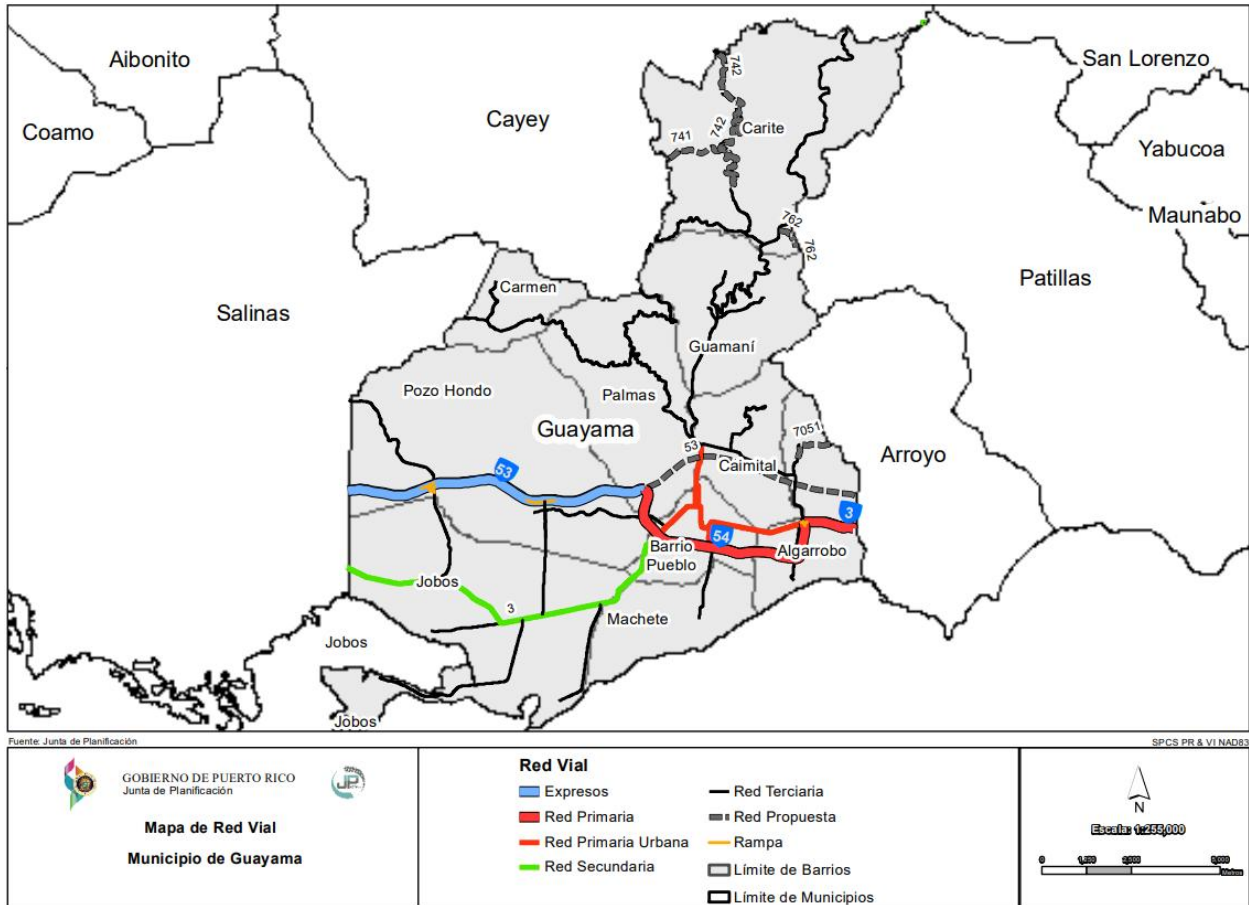 Aibonito
San Lorenzo
Coamo
Cayey
742
742
741
Carite
Yabucoa
Maunabo
762
762
Patillas
Carmen
Salinas
Guamaní
Pozo Hondo
Palmas
Guayama
7051
53
Caimital
Arroyo
53
3
54
Barrio
Pueblo
Algarrobo
Jobos
3
Machete
Jobos
Jobos
Fuente: Junta de Planificación
SPCS PR & VI NAD83
GOBIERNO DE PUERTO RICO
Junta de Planificación
JP
Mapa de Red Vial
Municipio de Guayama
Red Vial
Expresos
Red Primaria
Red Primaria Urbana
Red Secundaria
Red Terciaria
Red Propuesta
Rampa
Límite de Barrios
Límite de Municipios
N
Escala: 1:255,000
0
Metros